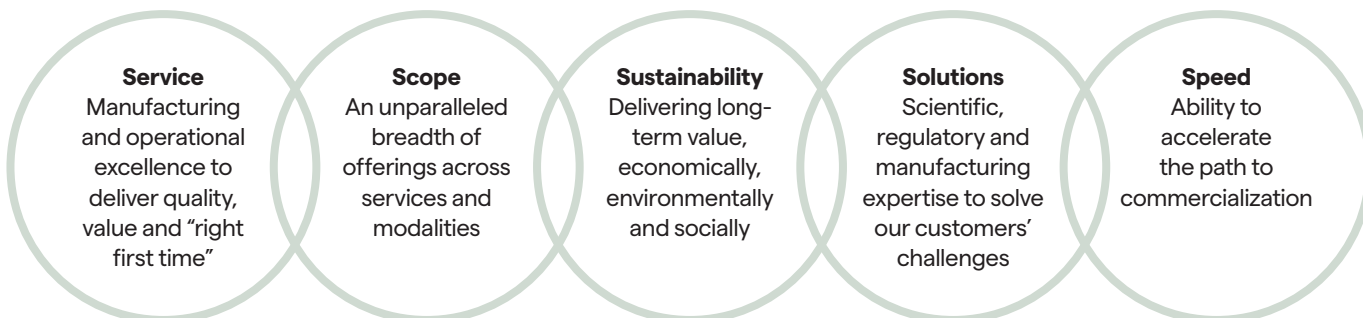 Service
Manufacturing
and operational
excellence to
deliver quality,
value and “right
first time”
Scope
An unparalleled
breadth of
offerings across
services and
modalities
Sustainability
Delivering long-
term value,
economically,
environmentally
and socially
Solutions
Scientific,
regulatory and
manufacturing
expertise to solve
our customers’
challenges
Speed
Ability to
accelerate
the path to
commercialization